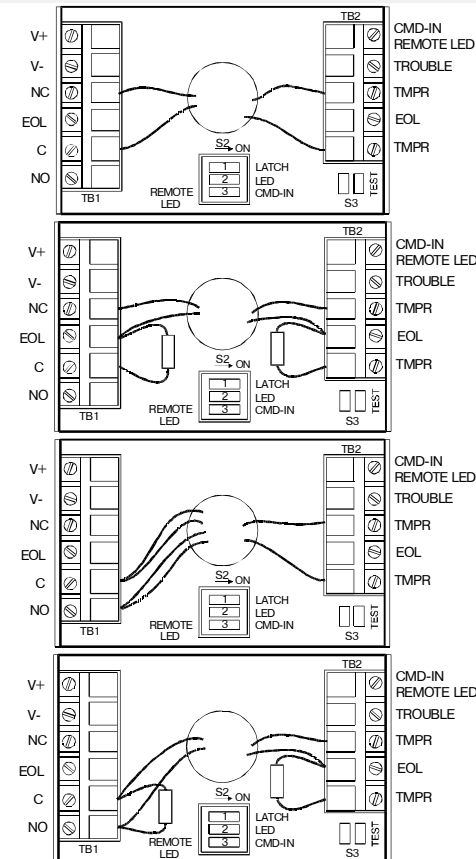 TB2
V+
CMD-IN
REMOTE LED
V-
TROUBLE
NC
TMPR
EOL
EOL
C
TMPR
NO
TB1
S2
ON
1
LATCH
2
LED
3
CMD-IN
REMOTE
LED
S3
TEST
TB2
V+
CMD-IN
REMOTE LED
V-
TROUBLE
NC
TMPR
EOL
EOL
C
TMPR
NO
TB1
S2
ON
1
LATCH
2
LED
3
CMD-IN
REMOTE
LED
S3
TEST
TB2
V+
CMD-IN
REMOTE LED
V-
TROUBLE
NC
TMPR
EOL
EOL
C
TMPR
NO
TB1
S2
ON
1
LATCH
2
LED
3
CMD-IN
REMOTE
LED
S3
TEST
TB2
V+
CMD-IN
REMOTE LED
V-
TROUBLE
NC
TMPR
EOL
EOL
C
TMPR
NO
TB1
S2
ON
1
LATCH
2
LED
3
CMD-IN
REMOTE
LED
S3
TEST